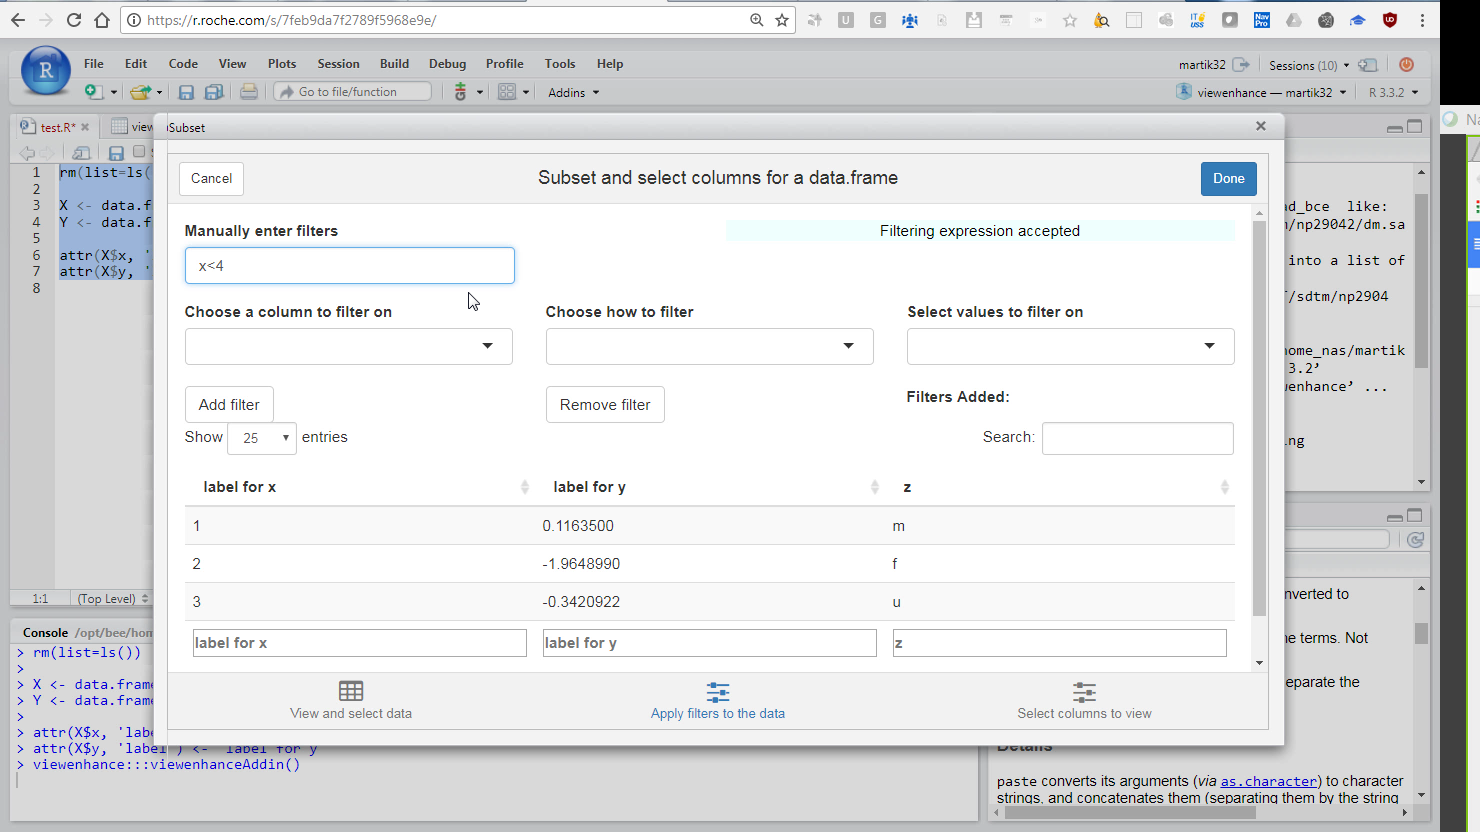 https://r.roche.com/s/7feb9da7f2789f5968e9e/
File Edit Code View Plots Session Build Debug Profile Tools Help
martik32 Sessions (10)
Go to file/function Addins
viewenhance — martik32 R 3.3.2
test.R* view
Subset
Cancel
Subset and select columns for a data.frame
Done
1 rm(list=ls(
2
3 X <- data.f
4 Y <- data.f
5
6 attr(X$x, '
7 attr(X$y, '
8
1:1 (Top Level)
Manually enter filters
Filtering expression accepted
x<4
Choose a column to filter on
Choose how to filter
Select values to filter on
Add filter
Remove filter
Filters Added:
Show 25 entries
Search:
label for x label for y z
1 0.1163500 m
2 -1.9648990 f
3 -0.3420922 u
label for x label for y z
View and select data
Apply filters to the data
Select columns to view
ad_bce like:
/np29042/dm.sa
into a list of
/sdtm/np2904
ome_nas/martik
3.2’
enhance’ ...
ng
Console /opt/bee/hom
> rm(list=ls())
>
> X <- data.frame
> Y <- data.frame
>
> attr(X$x, 'labe
> attr(X$y, 'label') <- 'label for y'
> viewenhance:::viewenhanceAddin()
nverted to
e terms. Not
eparate the
Details
paste converts its arguments (via as.character) to character
strings, and concatenates them (separating them by the string
Na